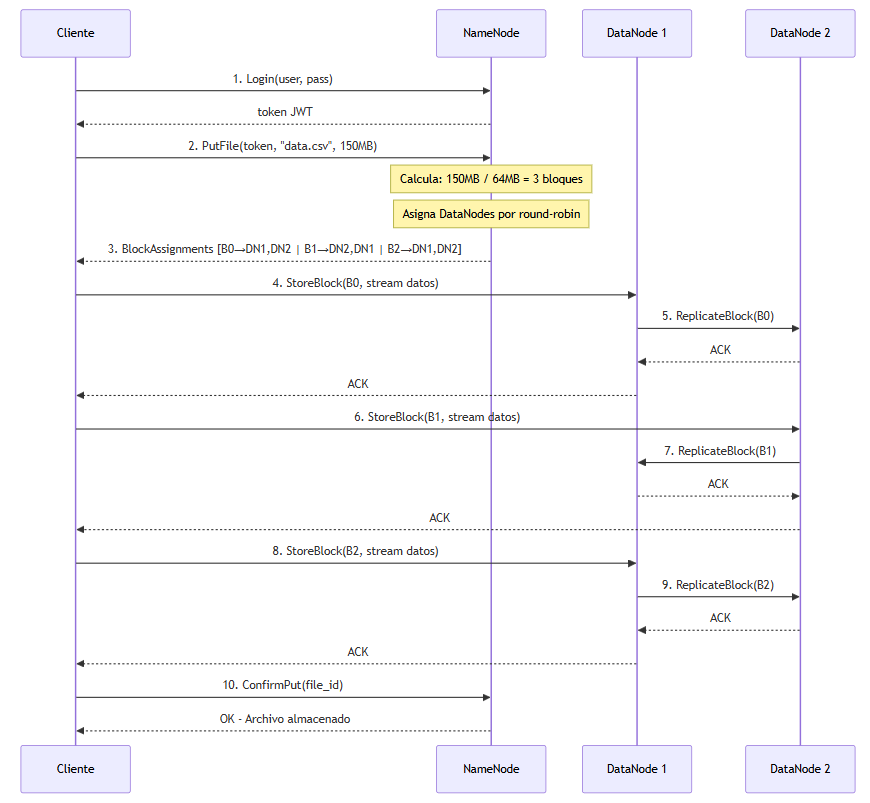 Cliente
NameNode
DataNode 1
DataNode 2
1. Login(user, pass)
token JWT
2. PutFile(token, "data.csv", 150MB)
Calcula: 150MB / 64MB = 3 bloques
Asigna DataNodes por round-robin
3. BlockAssignments [B0→DN1,DN2 | B1→DN2,DN1 | B2→DN1,DN2]
4. StoreBlock(B0, stream datos)
5. ReplicateBlock(B0)
ACK
ACK
6. StoreBlock(B1, stream datos)
7. ReplicateBlock(B1)
ACK
ACK
8. StoreBlock(B2, stream datos)
9. ReplicateBlock(B2)
ACK
ACK
10. ConfirmPut(file_id)
OK - Archivo almacenado
Cliente
NameNode
DataNode 1
DataNode 2